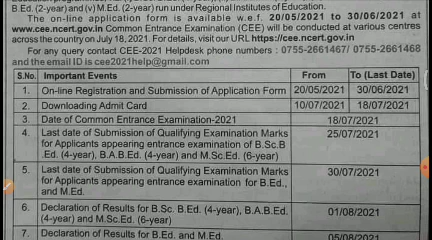 B.Ed. (2-year) and (v) M.Ed. (2-year) run under Regional Institutes of Education.
The on-line application form is available w.e.f. 20/05/2021 to 30/06/2021 at
www.cee.ncert.gov.in Common Entrance Examination (CEE) will be conducted at various centres
across the country on July 18, 2021. For details, visit our URL https://cee.ncert.gov.in
For any query contact CEE-2021 Helpdesk phone numbers : 0755-2661467/ 0755-2661468
and the email ID is cee2021help@gmail.com
S.No. Important Events From To (Last Date)
1. On-line Registration and Submission of Application Form 20/05/2021 30/06/2021
2. Downloading Admit Card 10/07/2021 18/07/2021
3. Date of Common Entrance Examination-2021 18/07/2021
4. Last date of Submission of Qualifying Examination Marks 25/07/2021
for Applicants appearing entrance examination of B.Sc.B
.Ed. (4-year), B.A.B.Ed. (4-year) and M.Sc.Ed. (6-year)
5. Last date of Submission of Qualifying Examination Marks 30/07/2021
for Applicants appearing entrance examination for B.Ed.,
and M.Ed.
6. Declaration of Results for B.Sc. B.Ed. (4-year), B.A.B.Ed. 01/08/2021
(4-year) and M.Sc.Ed. (6-year)
7. Declaration of Results for B.Ed. and M.Ed. 05/08/2021